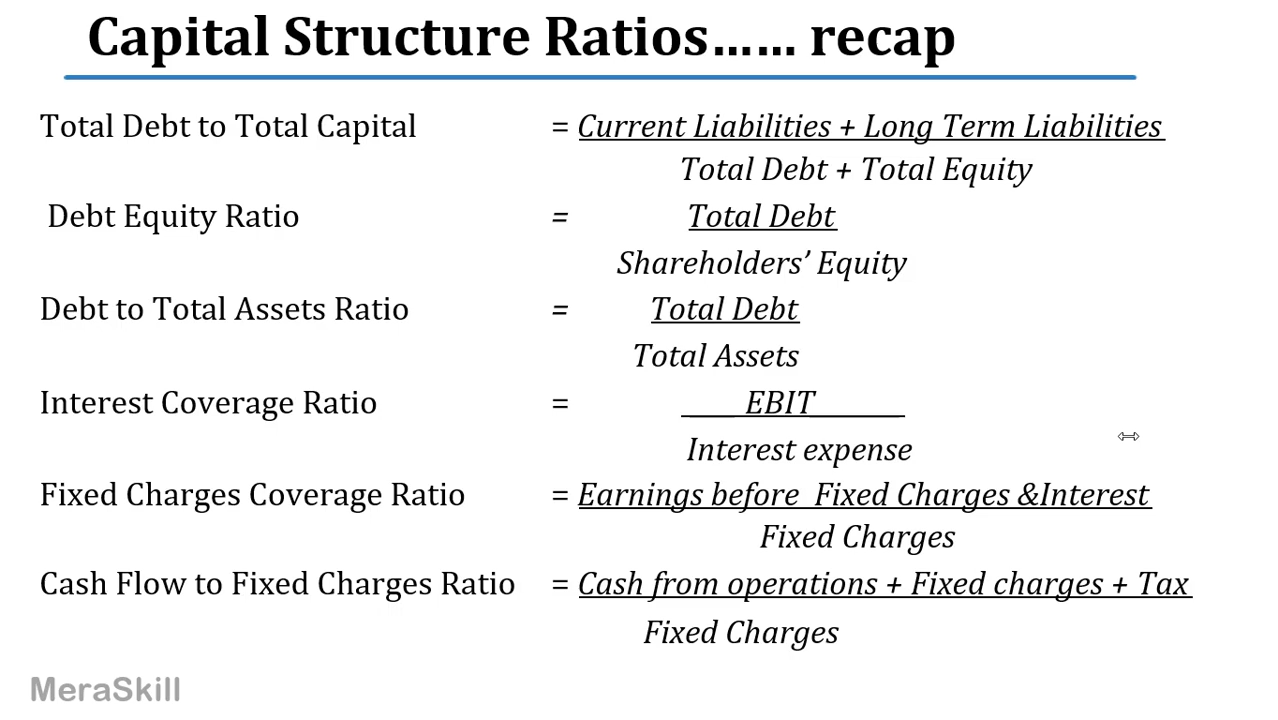 Capital Structure Ratios…… recap
Total Debt to Total Capital = Current Liabilities + Long Term Liabilities
Total Debt + Total Equity
Debt Equity Ratio = Total Debt
Shareholders’ Equity
Debt to Total Assets Ratio = Total Debt
Total Assets
Interest Coverage Ratio = ____EBIT______
Interest expense
Fixed Charges Coverage Ratio = Earnings before Fixed Charges &Interest
Fixed Charges
Cash Flow to Fixed Charges Ratio = Cash from operations + Fixed charges + Tax
Fixed Charges
MeraSkill